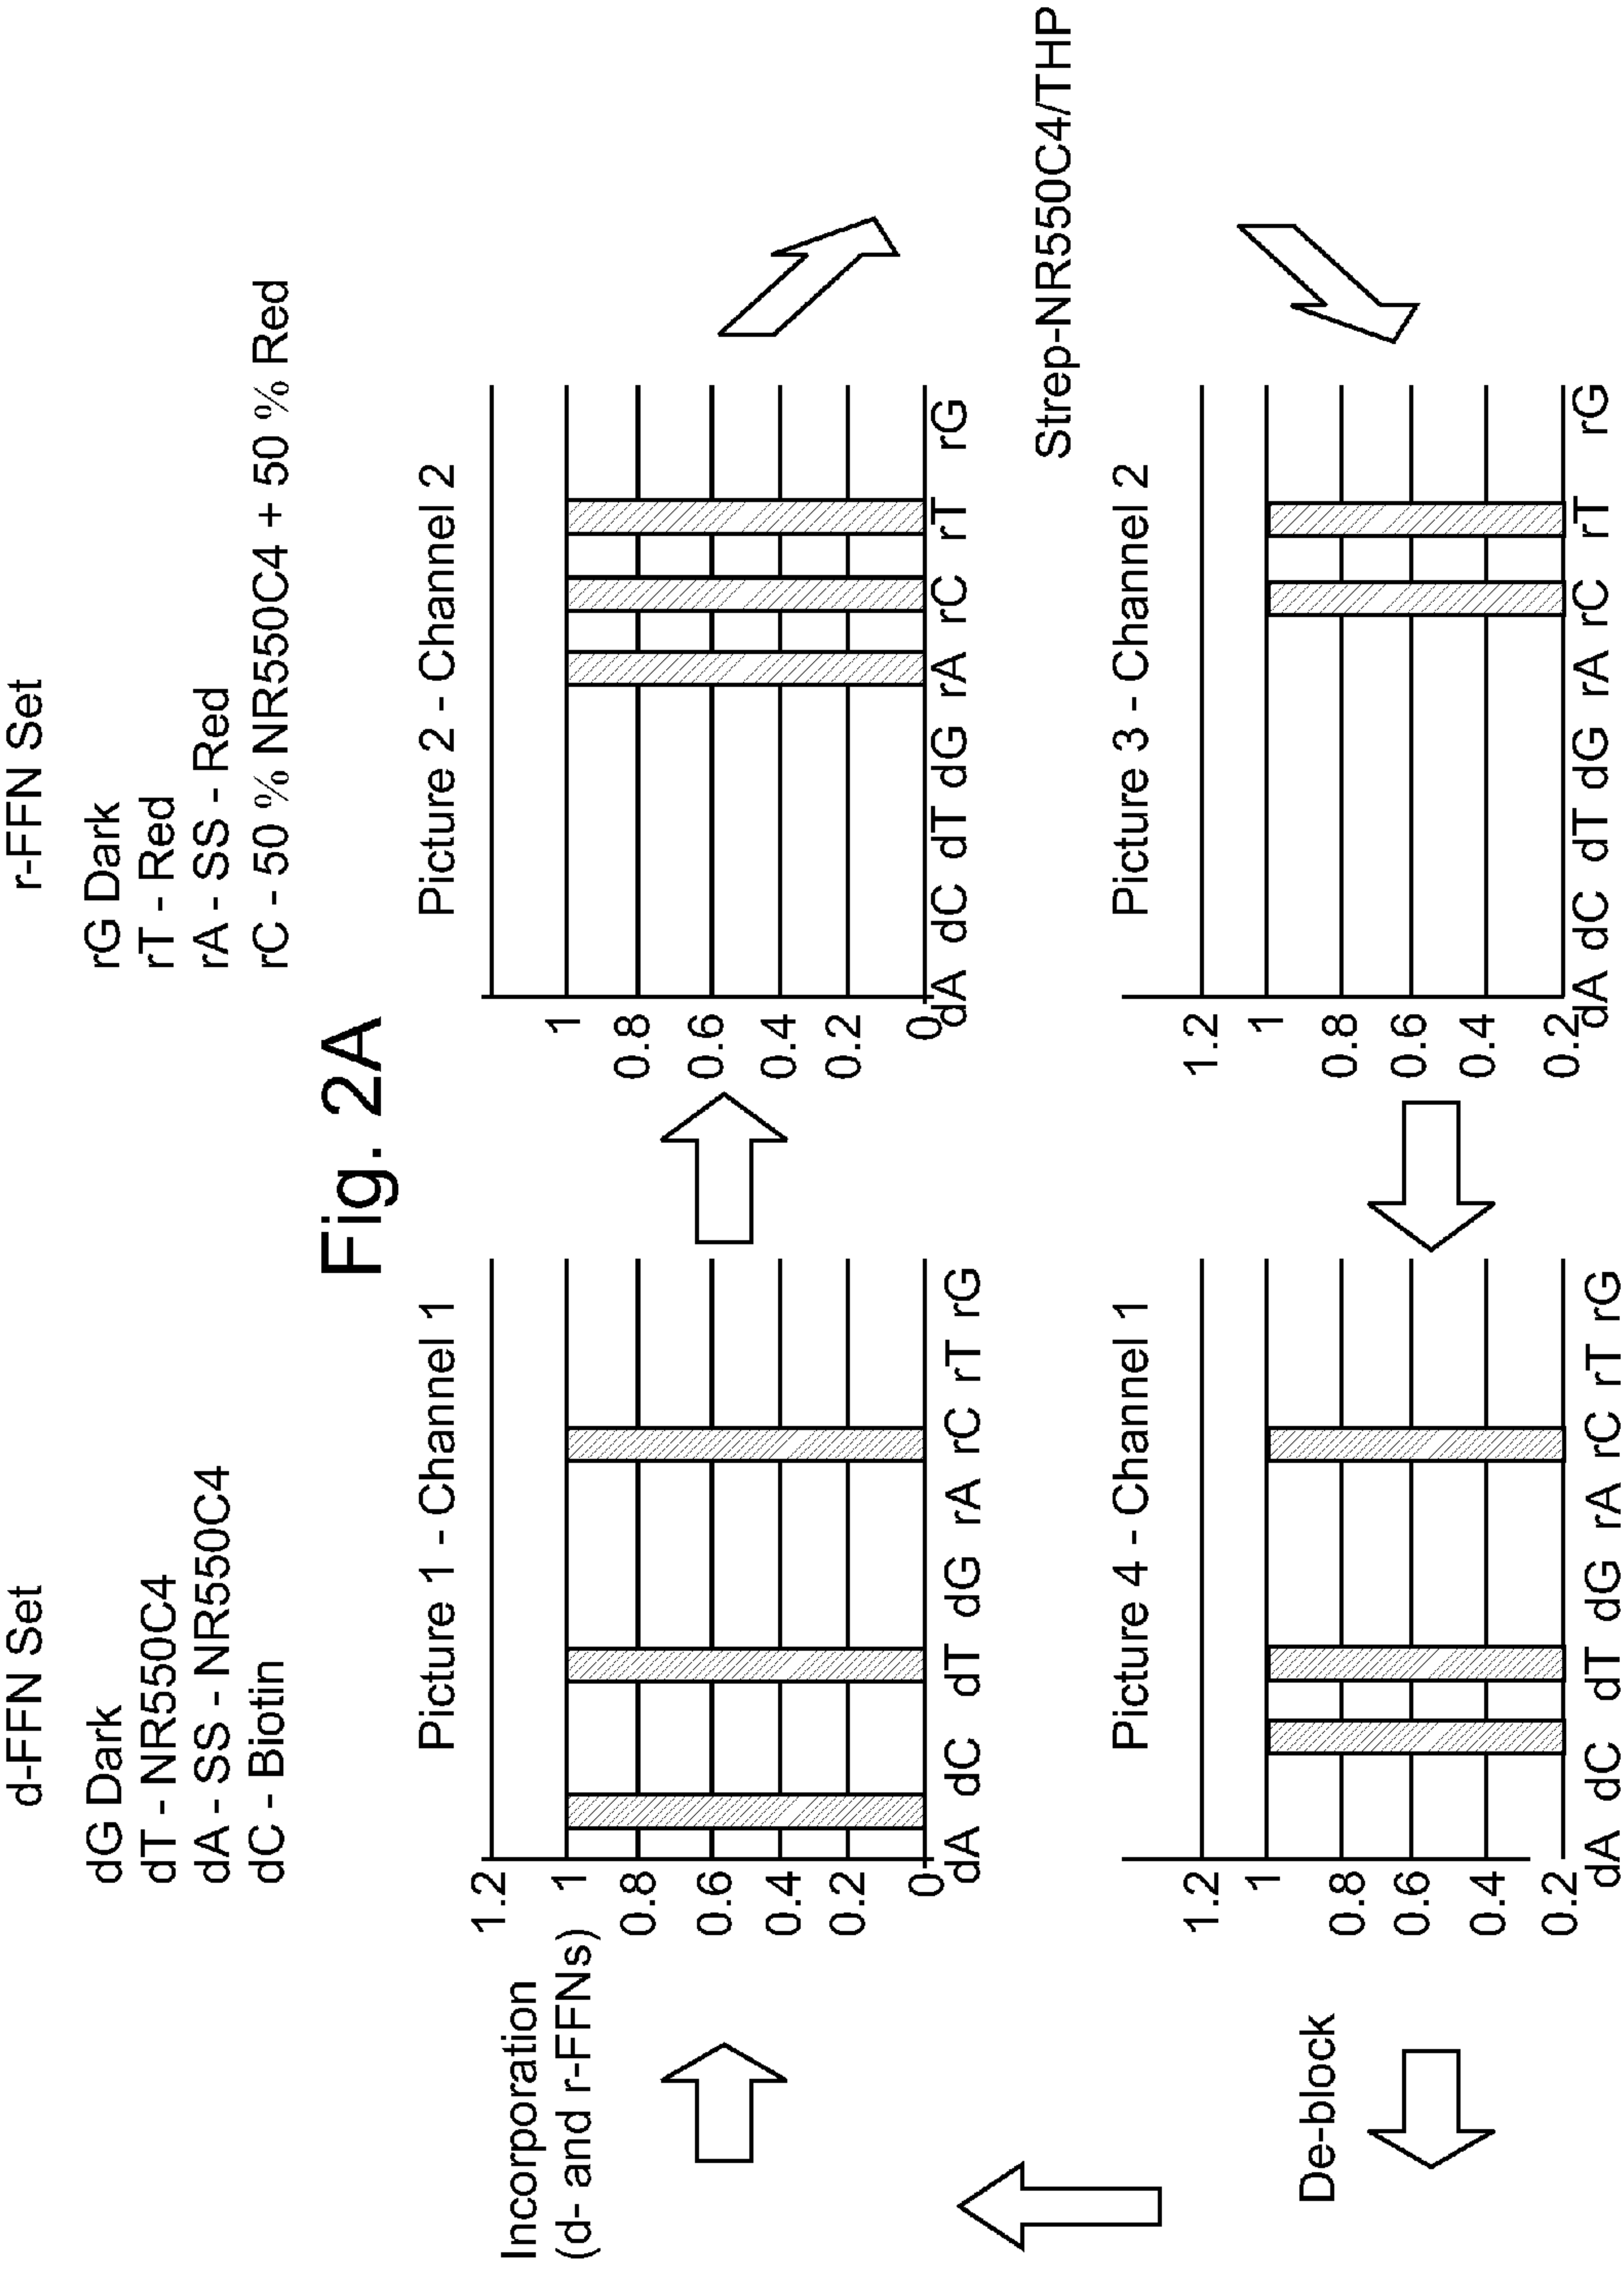 d-FFN Set
dG Dark
dT - NR550C4
dA - SS - NR550C4
dC - Biotin
r-FFN Set
rG Dark
rT - Red
rA - SS - Red
rC - 50 % NR550C4 + 50 % Red
Fig. 2A
Incorporation
(d- and r-FFNs)
Picture 1 - Channel 1
1.2
1
0.8
0.6
0.4
0.2
0
dA dC dT dG rA rC rT rG
Picture 2 - Channel 2
1
0.8
0.6
0.4
0.2
0
dA dC dT dG rA rC rT rG
Strep-NR550C4/THP
De-block
Picture 4 - Channel 1
1.2
1
0.8
0.6
0.4
0.2
dA dC dT dG rA rC rT rG
Picture 3 - Channel 2
1.2
1
0.8
0.6
0.4
0.2
dA dC dT dG rA rC rT rG